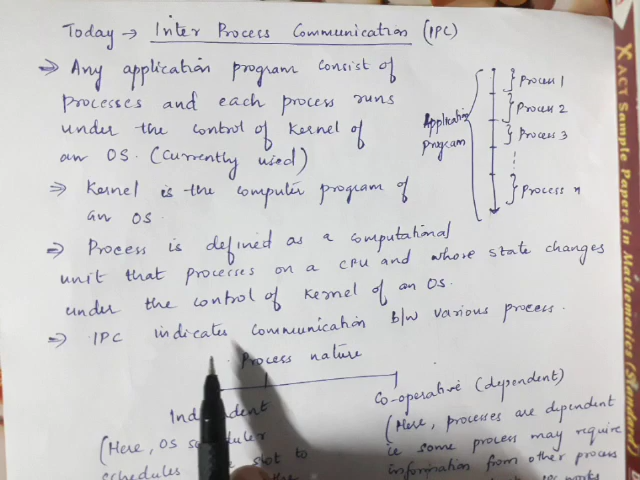 Today → Inter Process Communication (IPC)
⇒ Any application program consist of
processes and each process runs
under the control of Kernel of
an OS. (Currently used)
Application
program
Process 1
Process 2
Process 3
Process n
⇒ Kernel is the computer program of
an OS.
⇒ Process is defined as a computational
unit that processes on a CPU and whose state changes
under the control of Kernel of an OS.
⇒ IPC indicates communication b/w various process.
Process nature
Co-operative (dependent)
(Here, processes are dependent
ie some process may require
information from other process
(Here, OS
schedules slot to
ACT Sample Papers in Mathematics (Standard)